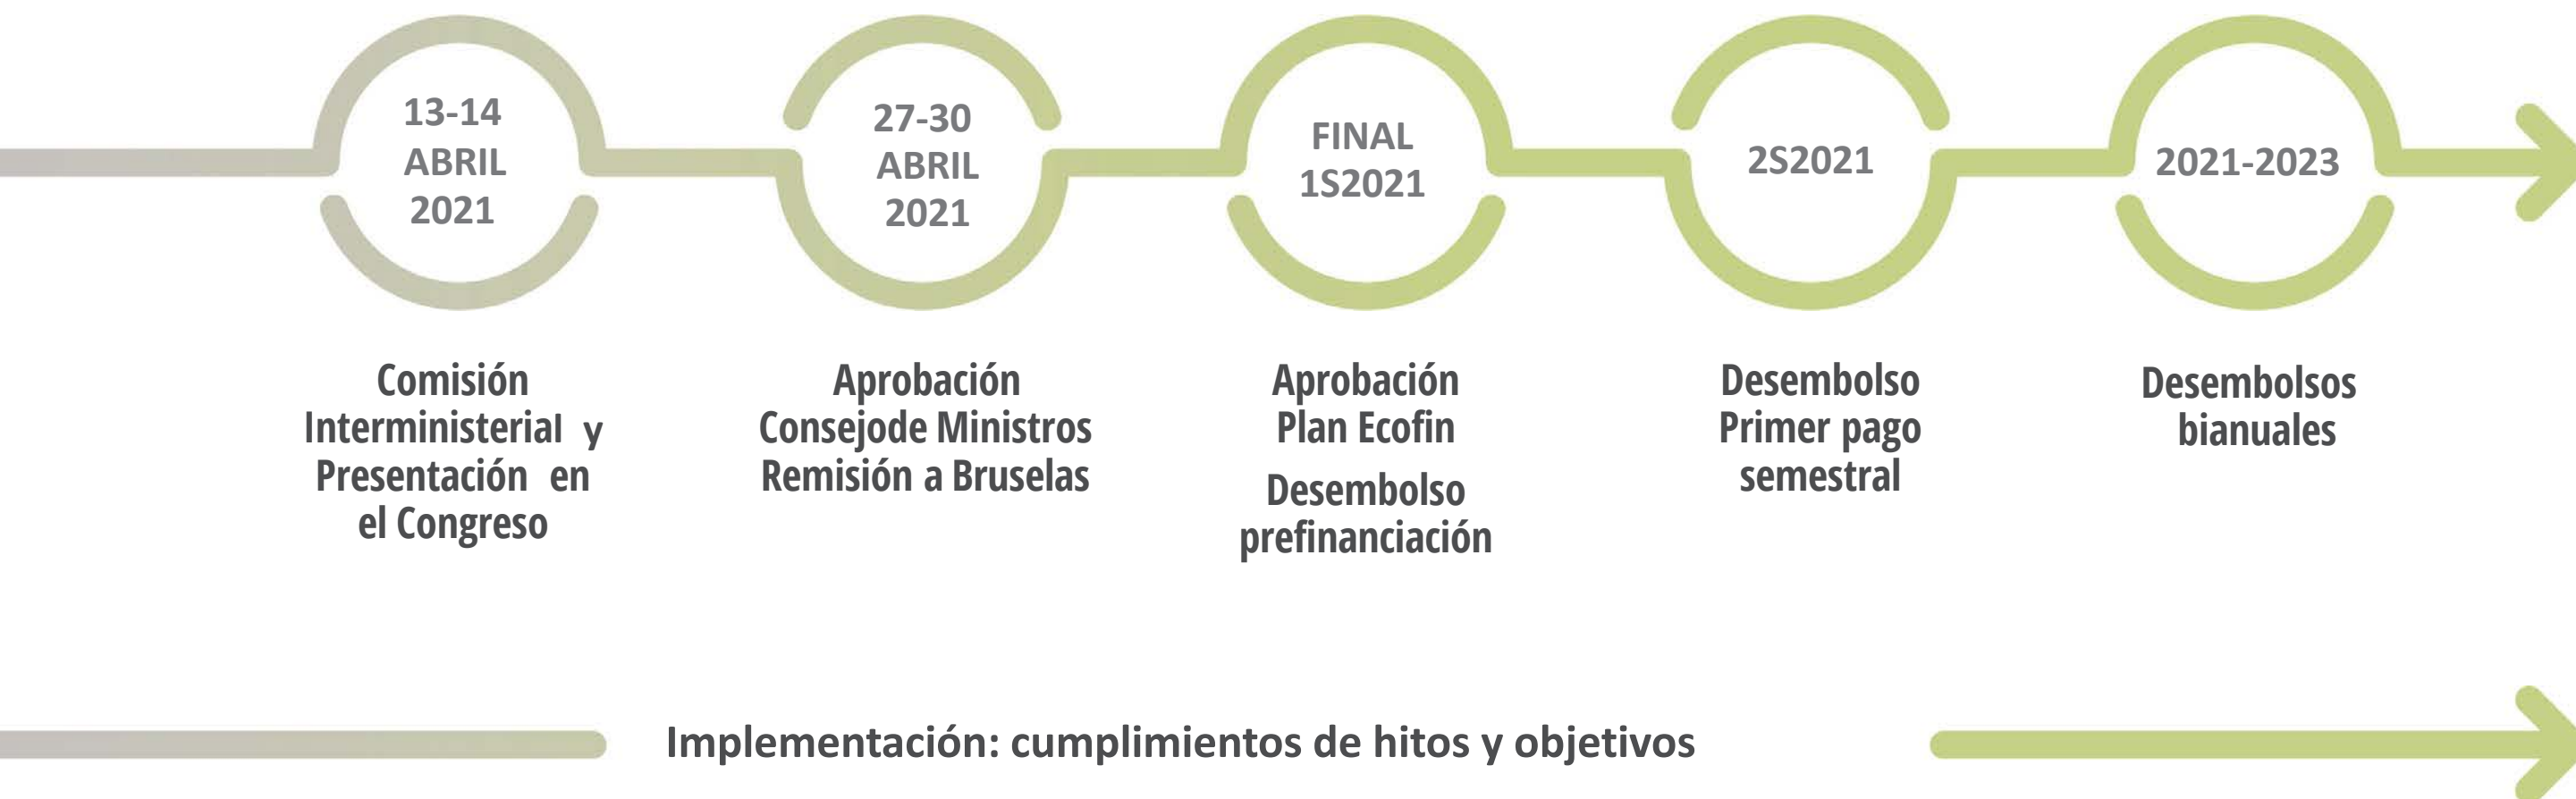 13-14
ABRIL
2021
27-30
ABRIL
2021
FINAL
1S2021
2S2021
2021-2023
Comisión
Interministerial y
Presentación en
el Congreso
Aprobación
Consejode Ministros
Remisión a Bruselas
Aprobación
Plan Ecofin
Desembolso
prefinanciación
Desembolso
Primer pago
semestral
Desembolsos
bianuales
Implementación: cumplimientos de hitos y objetivos